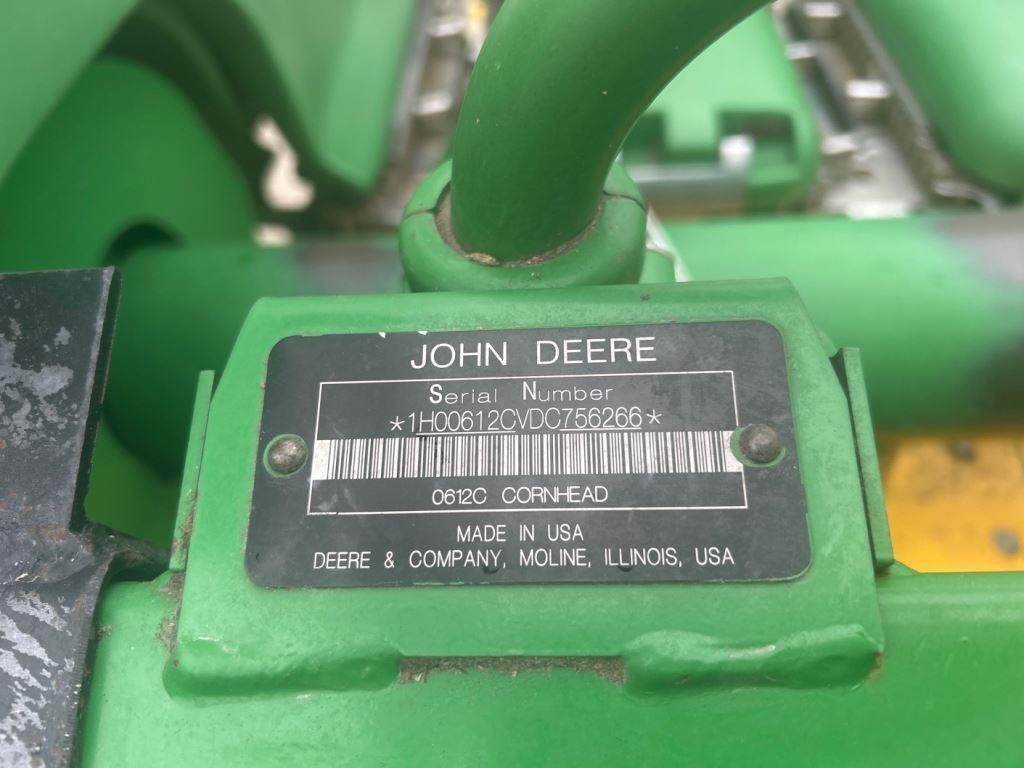 JOHN DEERE
Serial Number
*1H00612CVDC756266*
0612C CORNHEAD
MADE IN USA
DEERE & COMPANY, MOLINE, ILLINOIS, USA